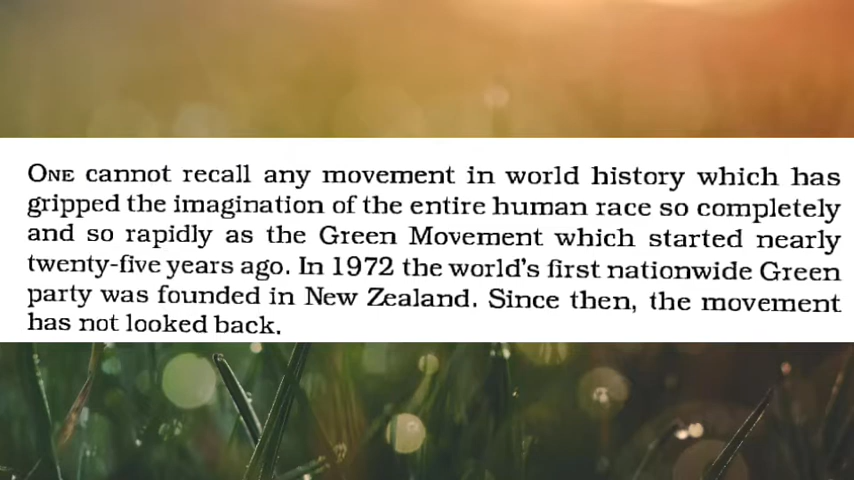 ONE cannot recall any movement in world history which has
gripped the imagination of the entire human race so completely
and so rapidly as the Green Movement which started nearly
twenty-five years ago. In 1972 the world's first nationwide Green
party was founded in New Zealand. Since then, the movement
has not looked back.